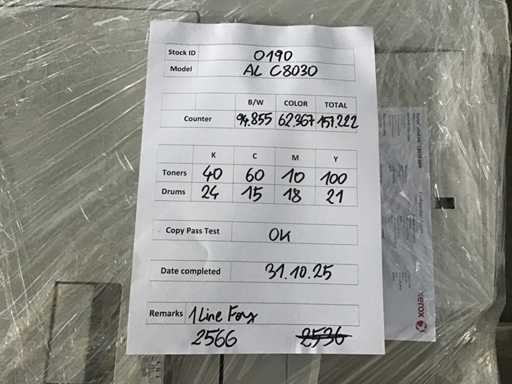 Stock ID 0190
Model AL C8030
B/W COLOR TOTAL
Counter 94.855 62.367 157.222
K C M Y
Toners 40 60 10 100
Drums 24 15 18 21
Copy Pass Test OK
Date completed 31.10.25
Remarks 1 Line Fax
2566 2536
xerox